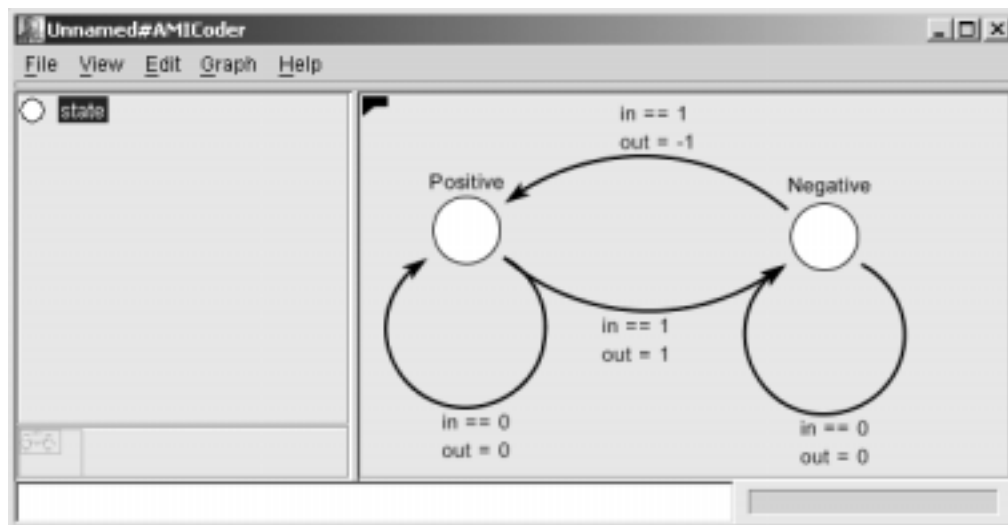 Unnamed#AMICoder
File View Edit Graph Help
state
in == 1
out = -1
Positive
Negative
in == 1
out = 1
in == 0
out = 0
in == 0
out = 0